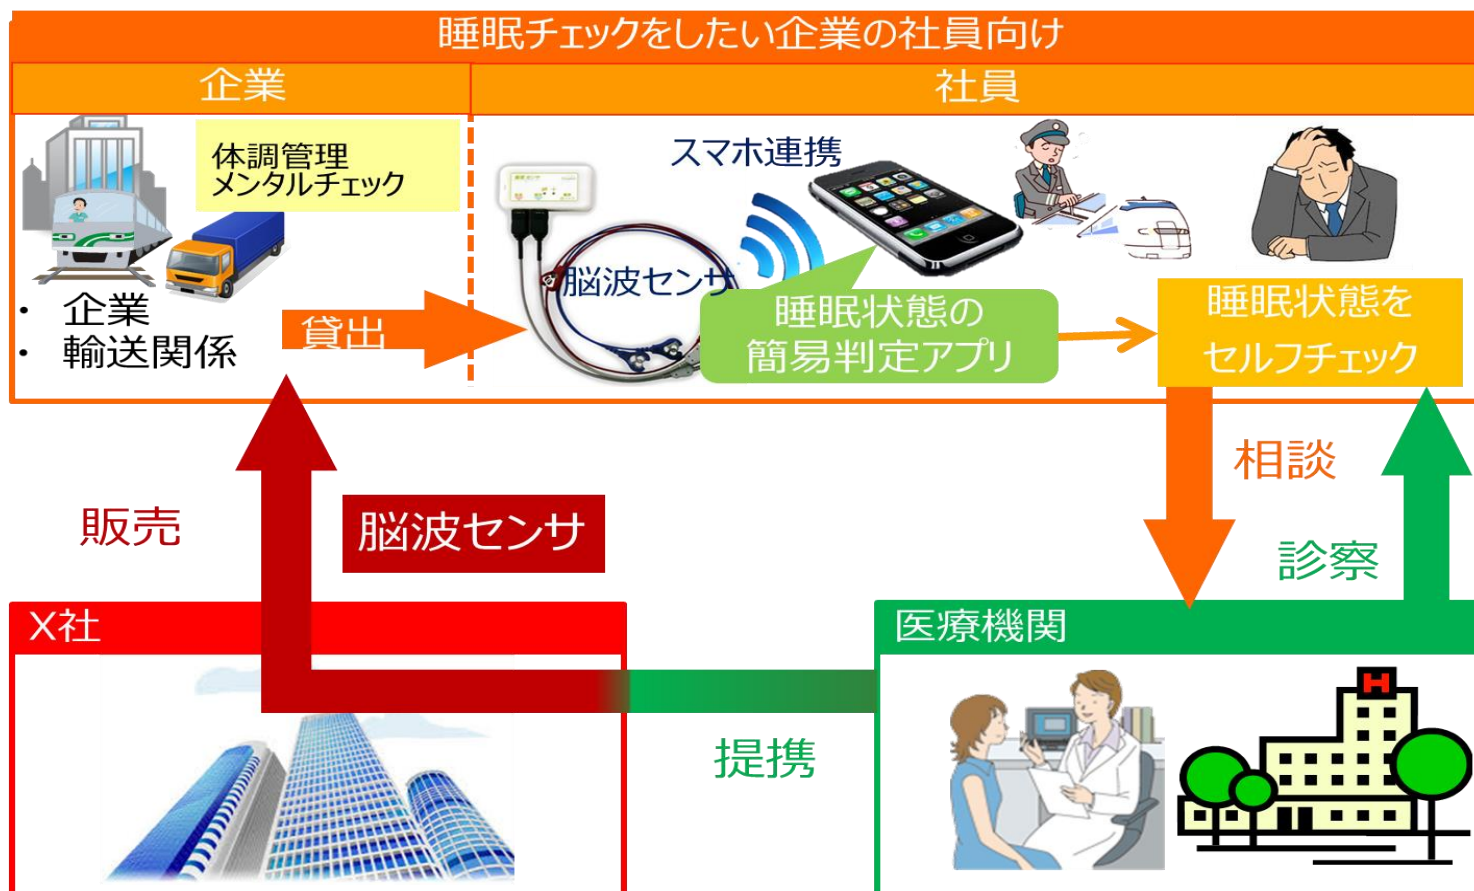 睡眠チェックをしたい企業の社員向け
企業
社員
体調管理
メンタルチェック
・ 企業
・ 輸送関係
貸出
スマホ連携
脳波センサ
睡眠状態の
簡易判定アプリ
睡眠状態を
セルフチェック
販売
脳波センサ
相談
診察
X社
医療機関
H
提携